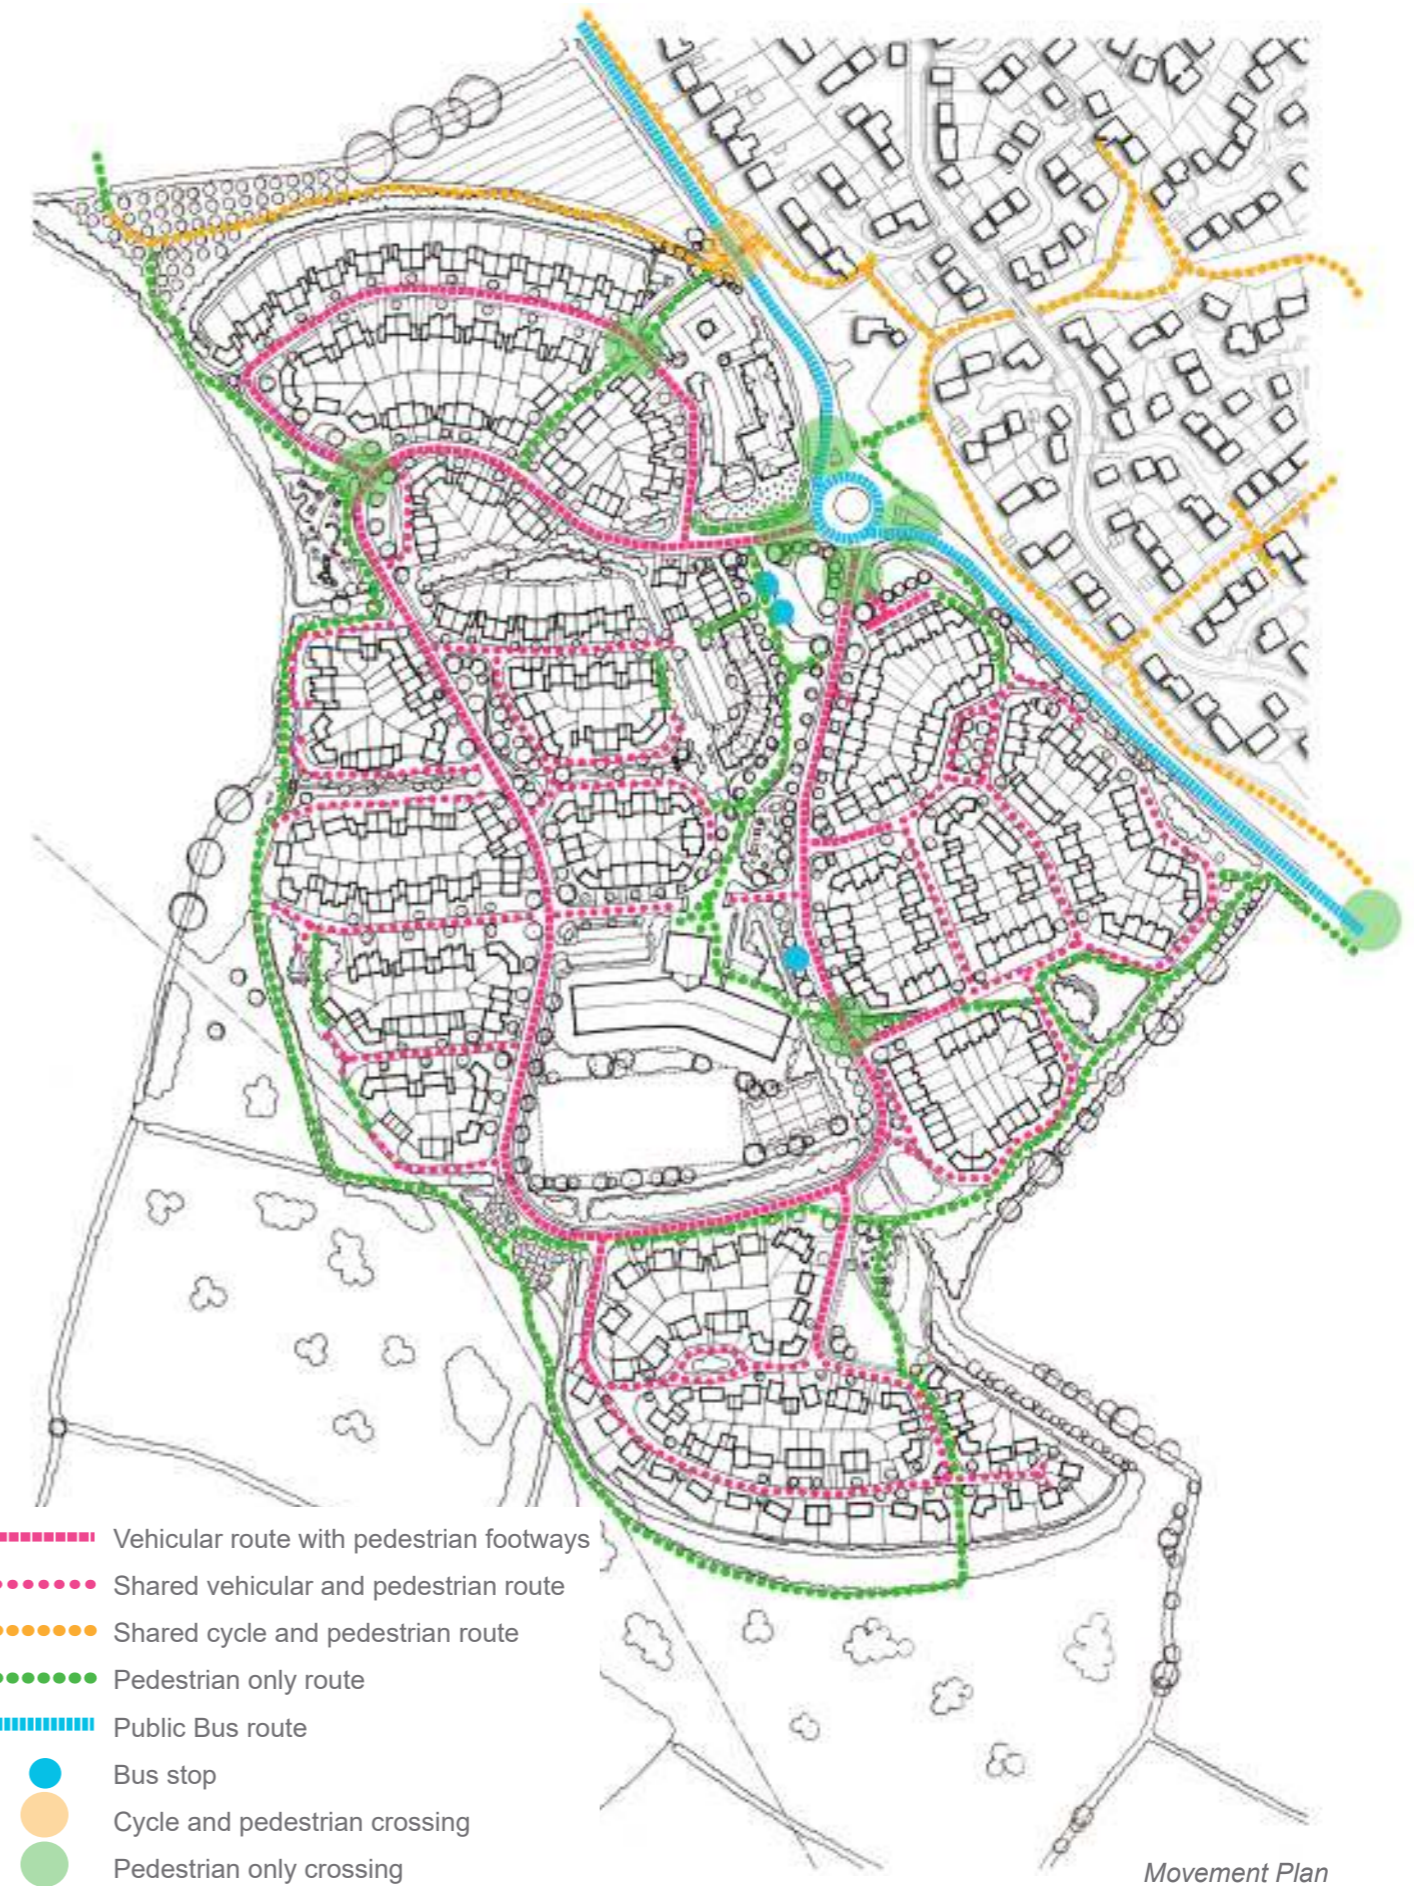 Vehicular route with pedestrian footways
Shared vehicular and pedestrian route
Shared cycle and pedestrian route
Pedestrian only route
Public Bus route
Bus stop
Cycle and pedestrian crossing
Pedestrian only crossing
Movement Plan